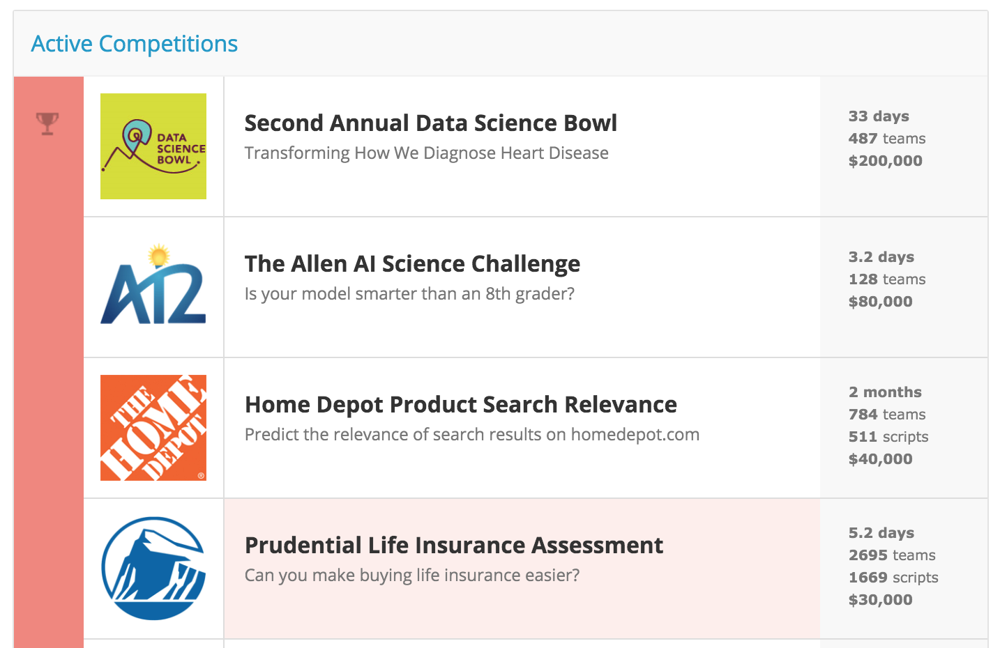 Active Competitions
DATA
SCIENCE
BOWL
Second Annual Data Science Bowl
Transforming How We Diagnose Heart Disease
33 days
487 teams
$200,000
AI2
The Allen AI Science Challenge
Is your model smarter than an 8th grader?
3.2 days
128 teams
$80,000
THE
HOME
DEPOT
®
Home Depot Product Search Relevance
Predict the relevance of search results on homedepot.com
2 months
784 teams
511 scripts
$40,000
Prudential Life Insurance Assessment
Can you make buying life insurance easier?
5.2 days
2695 teams
1669 scripts
$30,000